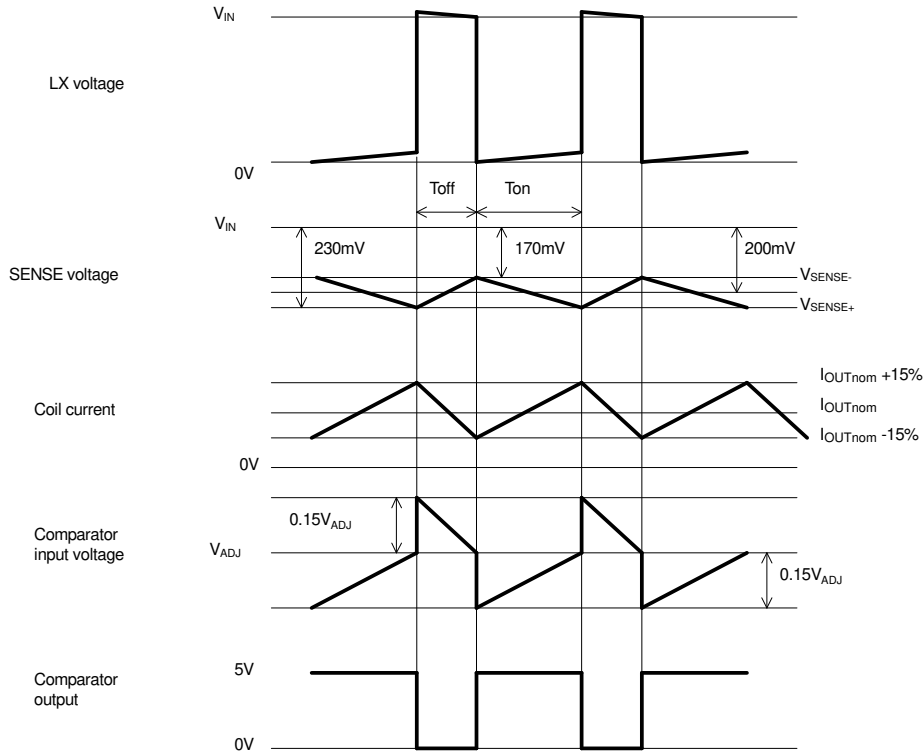 VIN
LX voltage
0V
Toff
Ton
VIN
230mV
170mV
200mV
SENSE voltage
VSENSE-
VSENSE+
IOUTnom +15%
Coil current
IOUTnom
IOUTnom -15%
0V
0.15VADJ
Comparator
input voltage
VADJ
0.15VADJ
5V
Comparator
output
0V